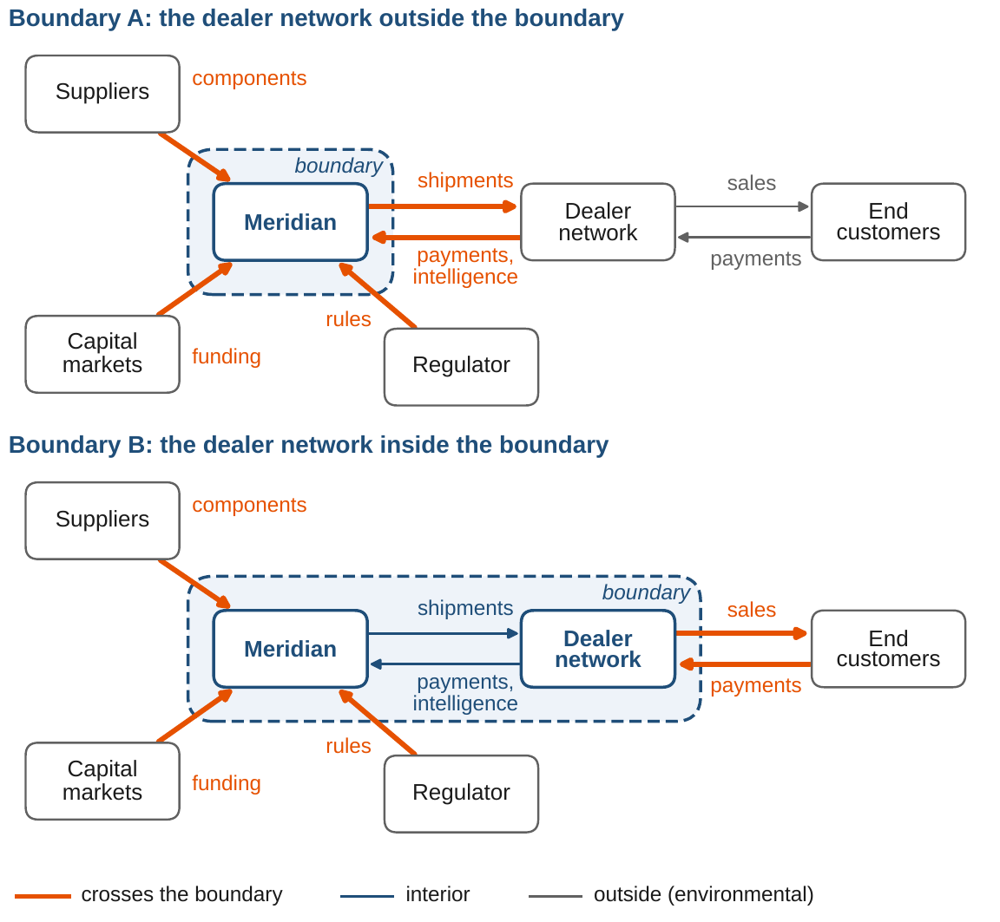 Boundary A: the dealer network outside the boundary
Suppliers
components
boundary
Meridian
shipments
payments,
intelligence
Dealer
network
sales
payments
End
customers
Capital
markets
funding
rules
Regulator
Boundary B: the dealer network inside the boundary
Suppliers
components
boundary
Meridian
shipments
payments,
intelligence
Dealer
network
sales
payments
End
customers
Capital
markets
funding
rules
Regulator
crosses the boundary
interior
outside (environmental)